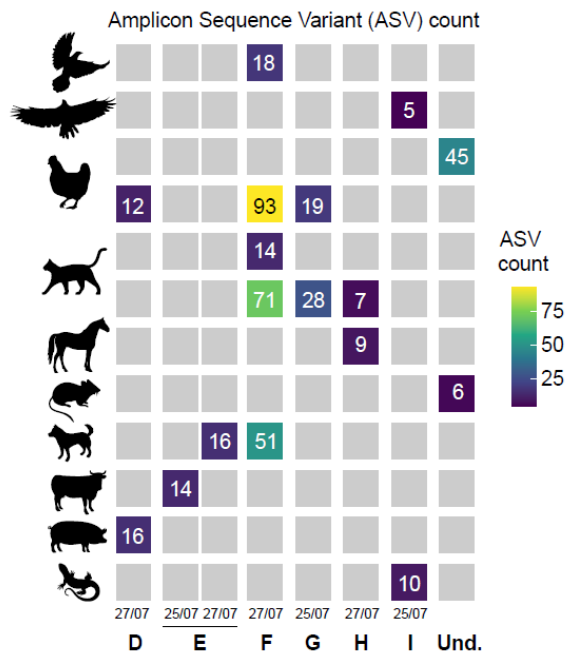 Amplicon Sequence Variant (ASV) count
18
5
45
12 93 19
14
71 28 7
9
6
16 51
14
16
10
ASV
count
75
50
25
27/07 25/07 27/07 27/07 25/07 27/07 25/07
D E F G H I Und.